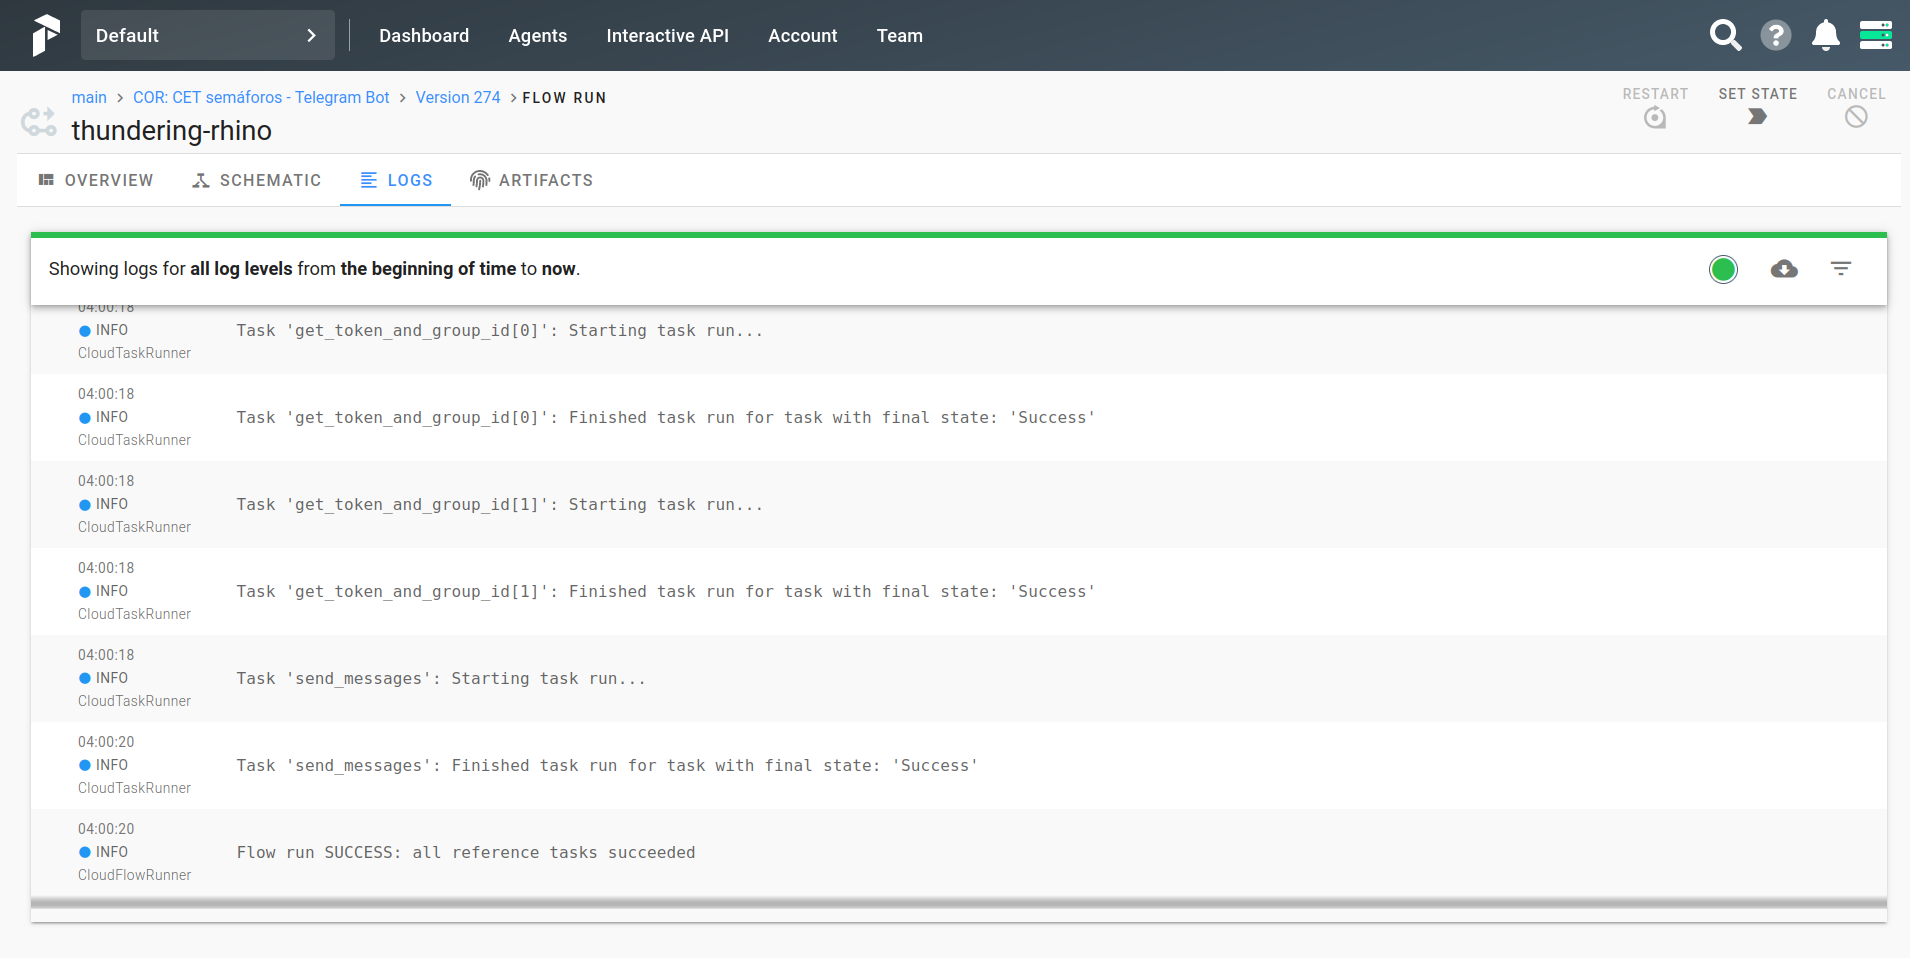 Default Dashboard Agents Interactive API Account Team
main > COR: CET semáforos - Telegram Bot > Version 274 > FLOW RUN
thundering-rhino
RESTART SET STATE CANCEL
OVERVIEW SCHEMATIC LOGS ARTIFACTS
Showing logs for all log levels from the beginning of time to now.
04:00:18
INFO
CloudTaskRunner
Task 'get_token_and_group_id[0]': Starting task run...
04:00:18
INFO
CloudTaskRunner
Task 'get_token_and_group_id[0]': Finished task run for task with final state: 'Success'
04:00:18
INFO
CloudTaskRunner
Task 'get_token_and_group_id[1]': Starting task run...
04:00:18
INFO
CloudTaskRunner
Task 'get_token_and_group_id[1]': Finished task run for task with final state: 'Success'
04:00:18
INFO
CloudTaskRunner
Task 'send_messages': Starting task run...
04:00:20
INFO
CloudTaskRunner
Task 'send_messages': Finished task run for task with final state: 'Success'
04:00:20
INFO
CloudFlowRunner
Flow run SUCCESS: all reference tasks succeeded